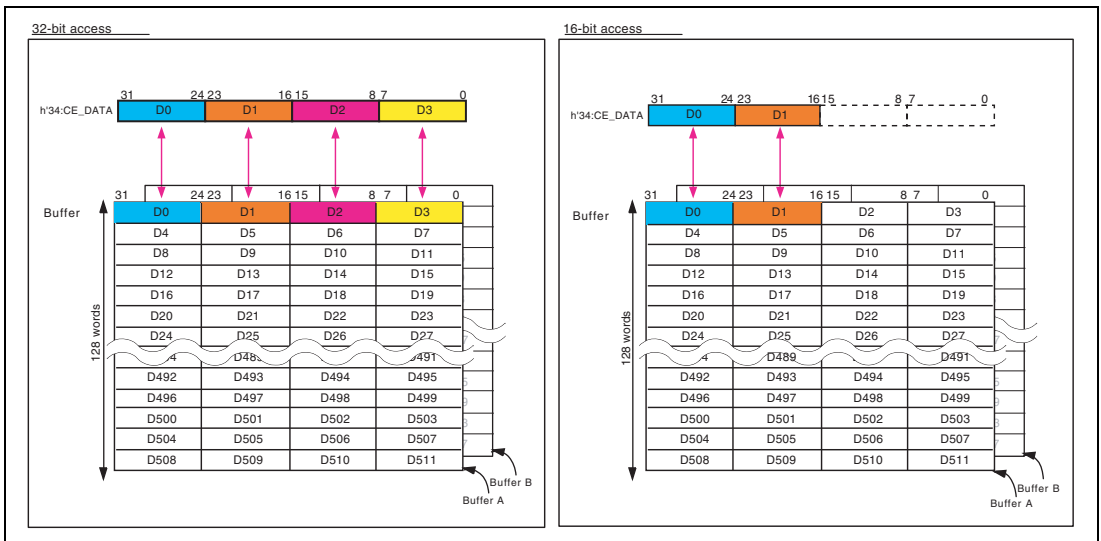 32-bit access
31 24 23 16 15 8 7 0
h'34:CE_DATA D0 D1 D2 D3
31 24 23 16 15 8 7 0
Buffer D0 D1 D2 D3
D4 D5 D6 D7
D8 D9 D10 D11
D12 D13 D14 D15
D16 D17 D18 D19
D20 D21 D22 D23
D24 D25 D26 D27
128 words
D491
D492 D493 D494 D495
D496 D497 D498 D499
D500 D501 D502 D503
D504 D505 D506 D507
D508 D509 D510 D511
Buffer B
Buffer A
16-bit access
31 24 23 16 15 8 7 0
h'34:CE_DATA D0 D1
31 24 23 16 15 8 7 0
Buffer D0 D1 D2 D3
D4 D5 D6 D7
D8 D9 D10 D11
D12 D13 D14 D15
D16 D17 D18 D19
D20 D21 D22 D23
D24 D25 D26 D27
128 words
D489 D491
D492 D493 D494 D495
D496 D497 D498 D499
D500 D501 D502 D503
D504 D505 D506 D507
D508 D509 D510 D511
Buffer B
Buffer A